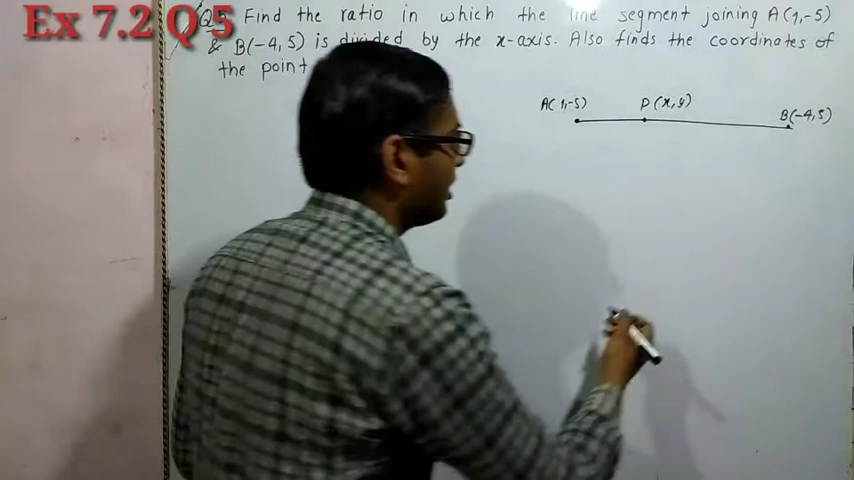 Ex 7.2 Q 5
Q5 Find the ratio in which the line segment joining A(1,-5)
& B(-4,5) is divided by the x-axis. Also finds the coordinates of
the point
A(1,-5) P(x,y) B(-4,5)